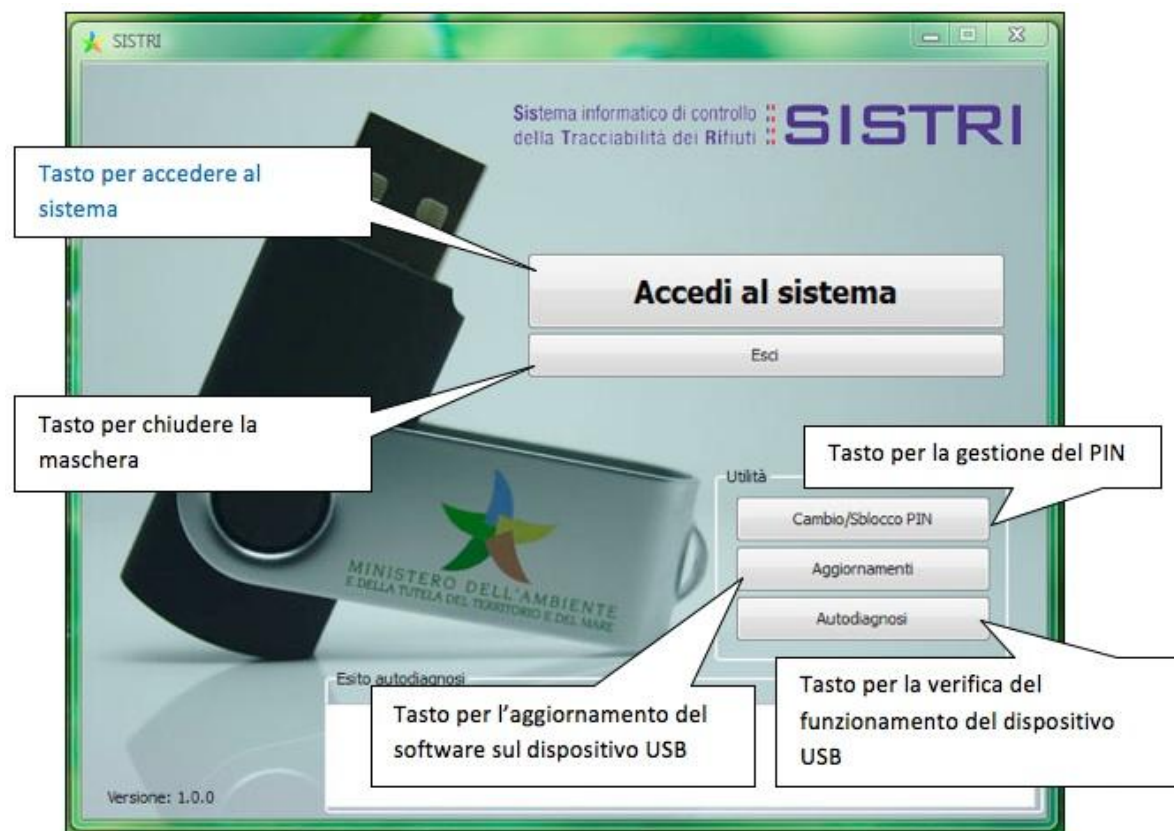 SISTRI
Sistema informatico di controllo
della Tracciabilità dei Rifiuti
SISTRI
Tasto per accedere al
sistema
Accedi al sistema
Esci
Tasto per chiudere la
maschera
Tasto per la gestione del PIN
Utilità
Cambio/Sblocco PIN
Aggiornamenti
Autodiagnosi
MINISTERO DELL'AMBIENTE
E DELLA TUTELA DEL TERRITORIO E DEL MARE
Esito autodiagnosi
Tasto per l'aggiornamento del
software sul dispositivo USB
Tasto per la verifica del
funzionamento del dispositivo
USB
Versione: 1.0.0